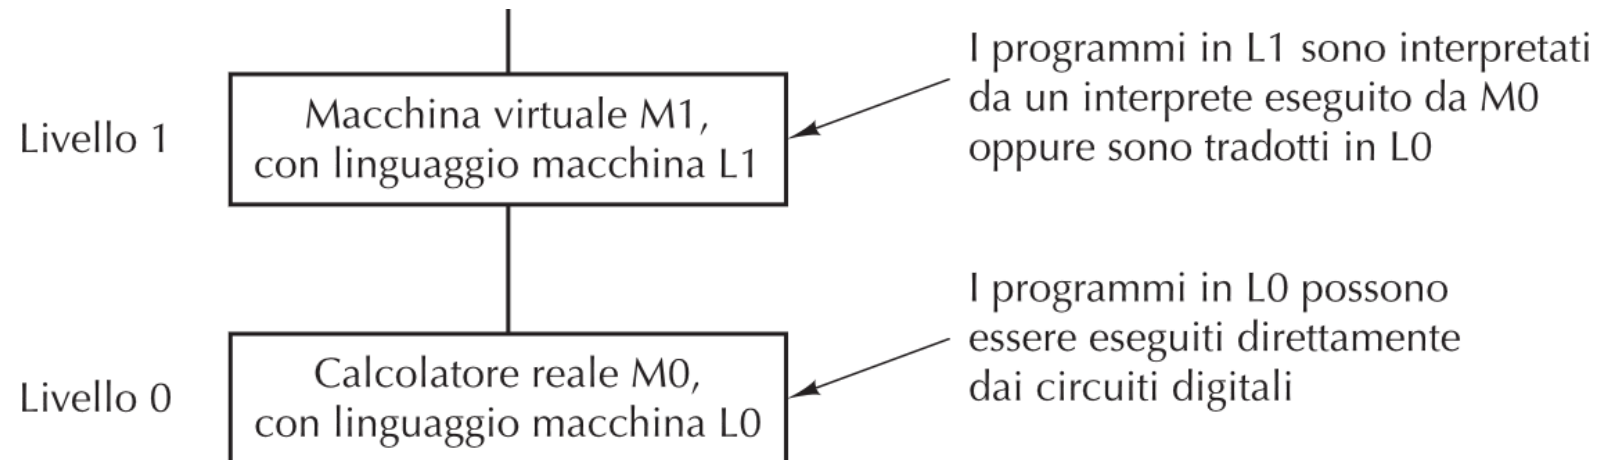 I programmi in L1 sono interpretati
da un interprete eseguito da M0
oppure sono tradotti in L0
Livello 1
Macchina virtuale M1,
con linguaggio macchina L1
I programmi in L0 possono
essere eseguiti direttamente
dai circuiti digitali
Livello 0
Calcolatore reale M0,
con linguaggio macchina L0